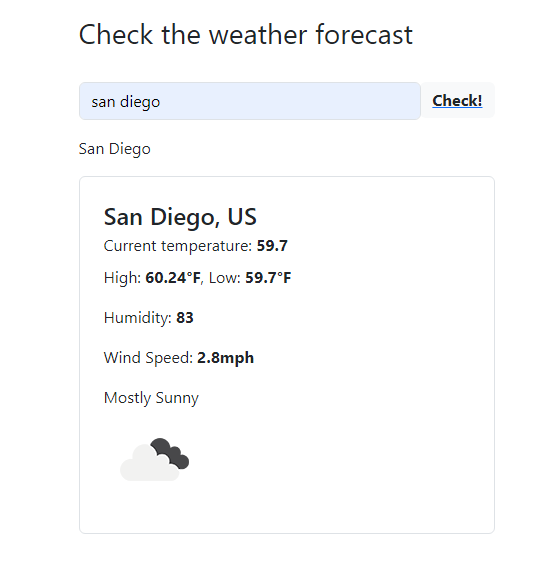 Check the weather forecast
san diego Check!
San Diego
San Diego, US
Current temperature: 59.7
High: 60.24°F, Low: 59.7°F
Humidity: 83
Wind Speed: 2.8mph
Mostly Sunny